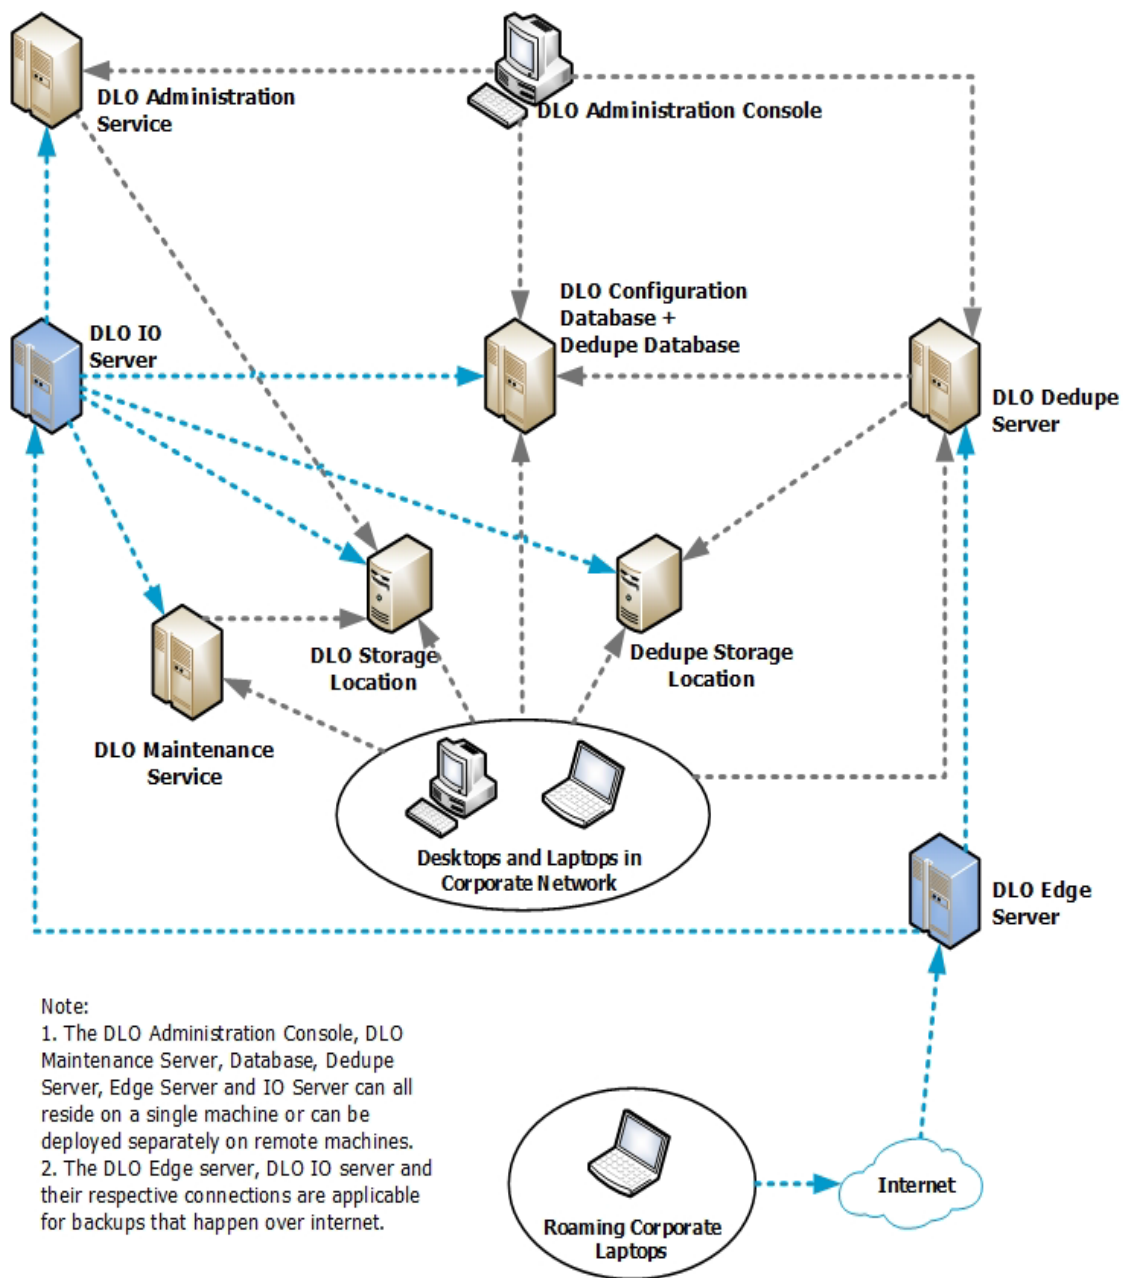 DLO Administration
Service
DLO Administration Console
DLO IO
Server
DLO Configuration
Database +
Dedupe Database
DLO Dedupe
Server
DLO Storage
Location
Dedupe Storage
Location
DLO Maintenance
Service
Desktops and Laptops in
Corporate Network
DLO Edge
Server
Note:
1. The DLO Administration Console, DLO
Maintenance Server, Database, Dedupe
Server, Edge Server and IO Server can all
reside on a single machine or can be
deployed separately on remote machines.
2. The DLO Edge server, DLO IO server and
their respective connections are applicable
for backups that happen over internet.
Internet
Roaming Corporate
Laptops